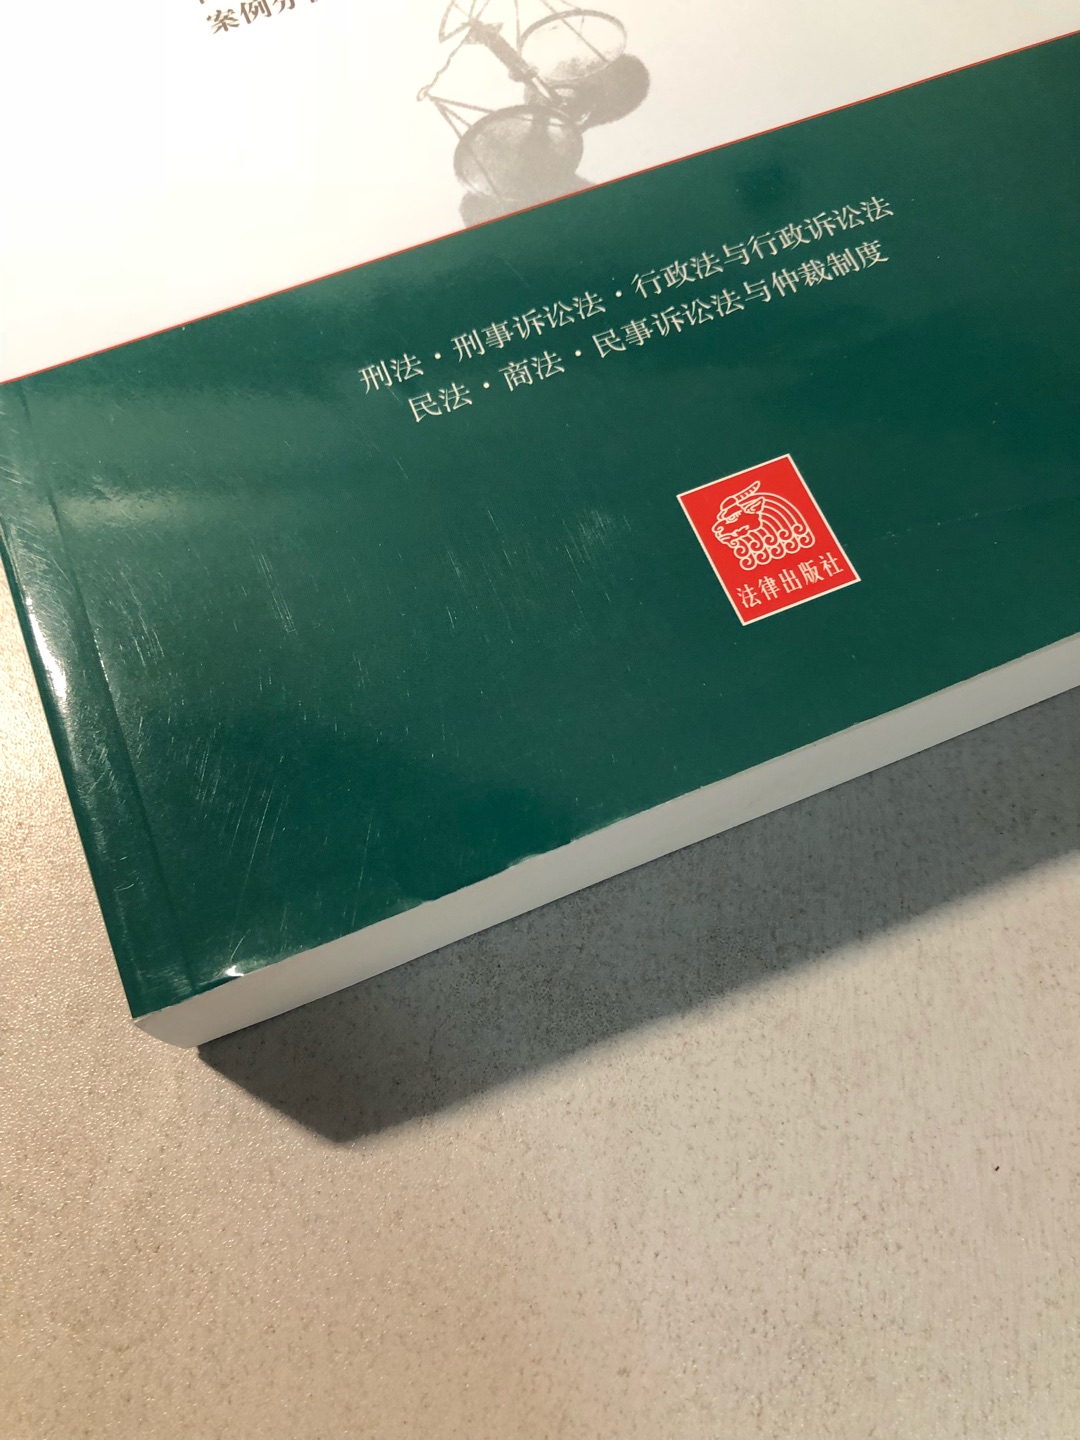 案例分
刑法·刑事诉讼法·行政法与行政诉讼法
民法·商法·民事诉讼法与仲裁制度
法律出版社